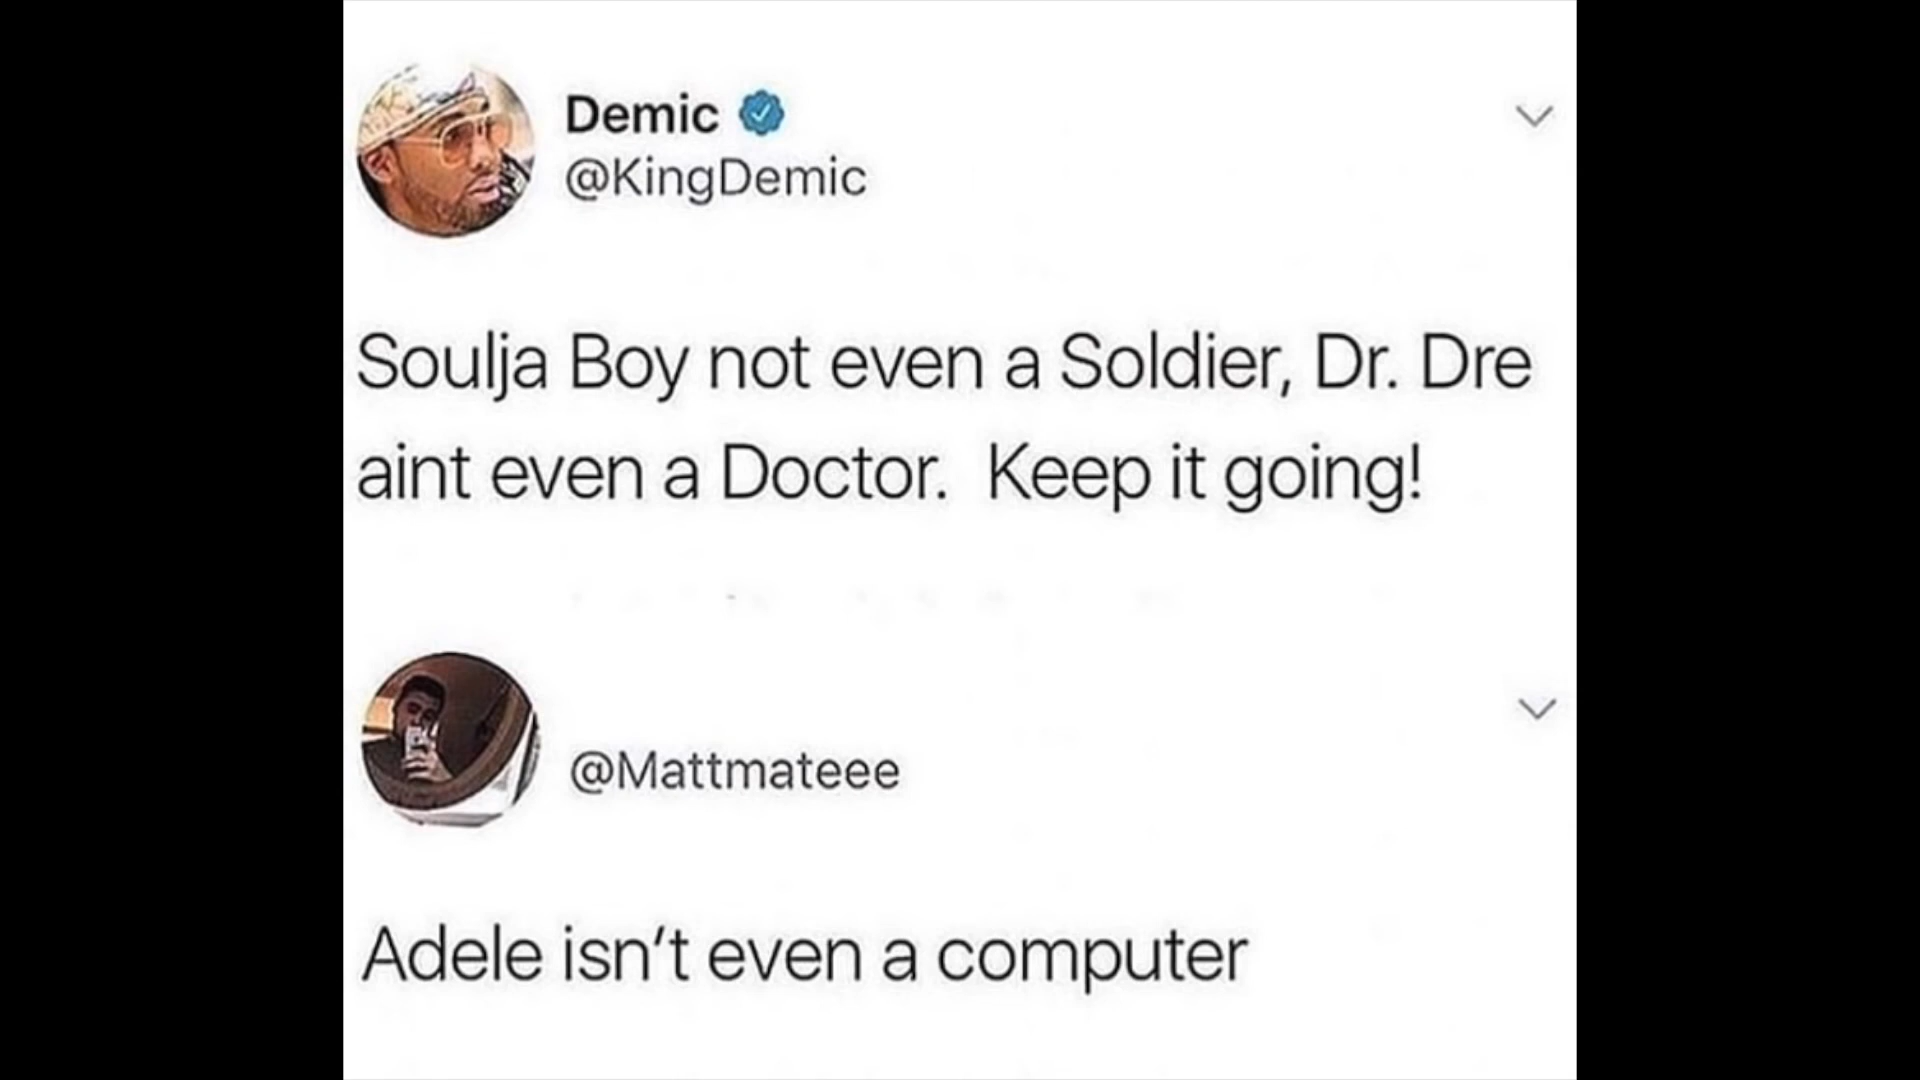 Demic
@KingDemic
Soulja Boy not even a Soldier, Dr. Dre
aint even a Doctor.  Keep it going!
@Mattmateee
Adele isn't even a computer